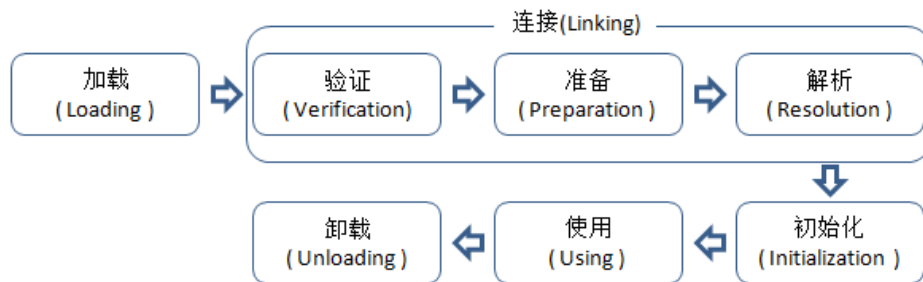 连接(Linking)
加载
( Loading )
验证
( Verification)
准备
( Preparation )
解析
( Resolution )
初始化
( Initialization )
使用
( Using )
卸载
( Unloading )